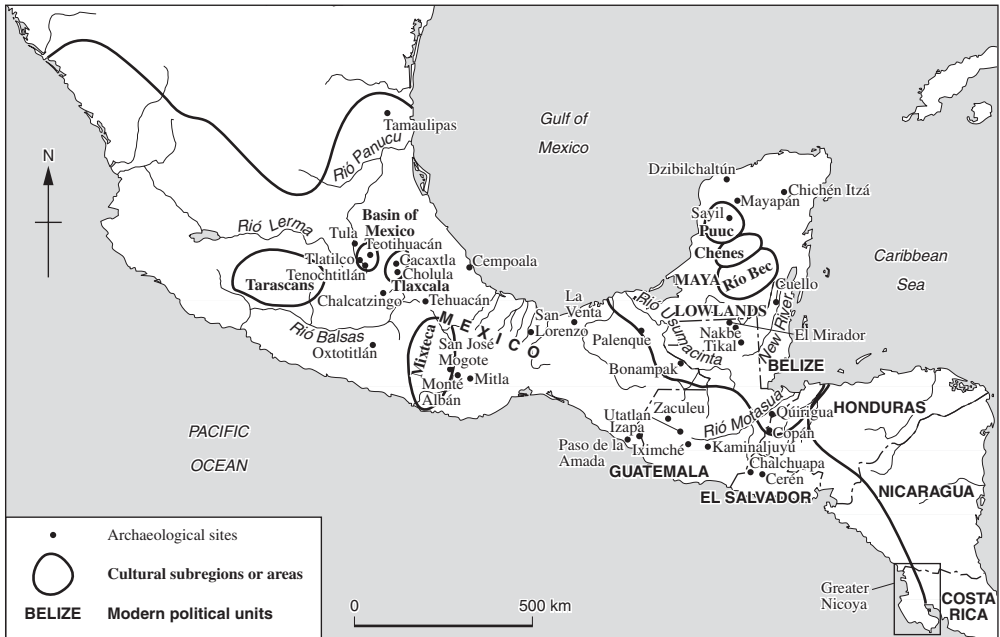 Gulf of
Mexico
Tamaulipas
Rió Panucu
N
Dzibilchaltún
Chichén Itzá
Mayapán
Sayil
Puuc
Chenes
Rió Lerma
Basin of
Mexico
Tula
Teotihuacán
Tlatilco
Cacaxtla
Tenochtitlán
Cholula
Tlaxcala
Cempoala
Tarascans
Chalcatzingo
Tehuacán
Caribbean
Sea
MAYA
Río Bec
Cuello
LOWLANDS
La
Venta
San
Lorenzo
Rió Usumacinta
Nakbe
Tikal
El Mirador
New River
BELIZE
Palenque
Bonampak
MEXICO
Rió Balsas
Oxtotitlán
Mixteca
San José
Mogote
Monte
Albán
Mitla
PACIFIC
OCEAN
Utatlán
Zaculeu
Izapa
Rió Motasua
Quirigua
HONDURAS
Copán
Paso de la
Amada
Iximché
Kaminaljuyú
GUATEMALA
Chalchuapa
Cerén
EL SALVADOR
NICARAGUA
Greater
Nicoya
COSTA
RICA
Archaeological sites
Cultural subregions or areas
BELIZE Modern political units
0 500 km